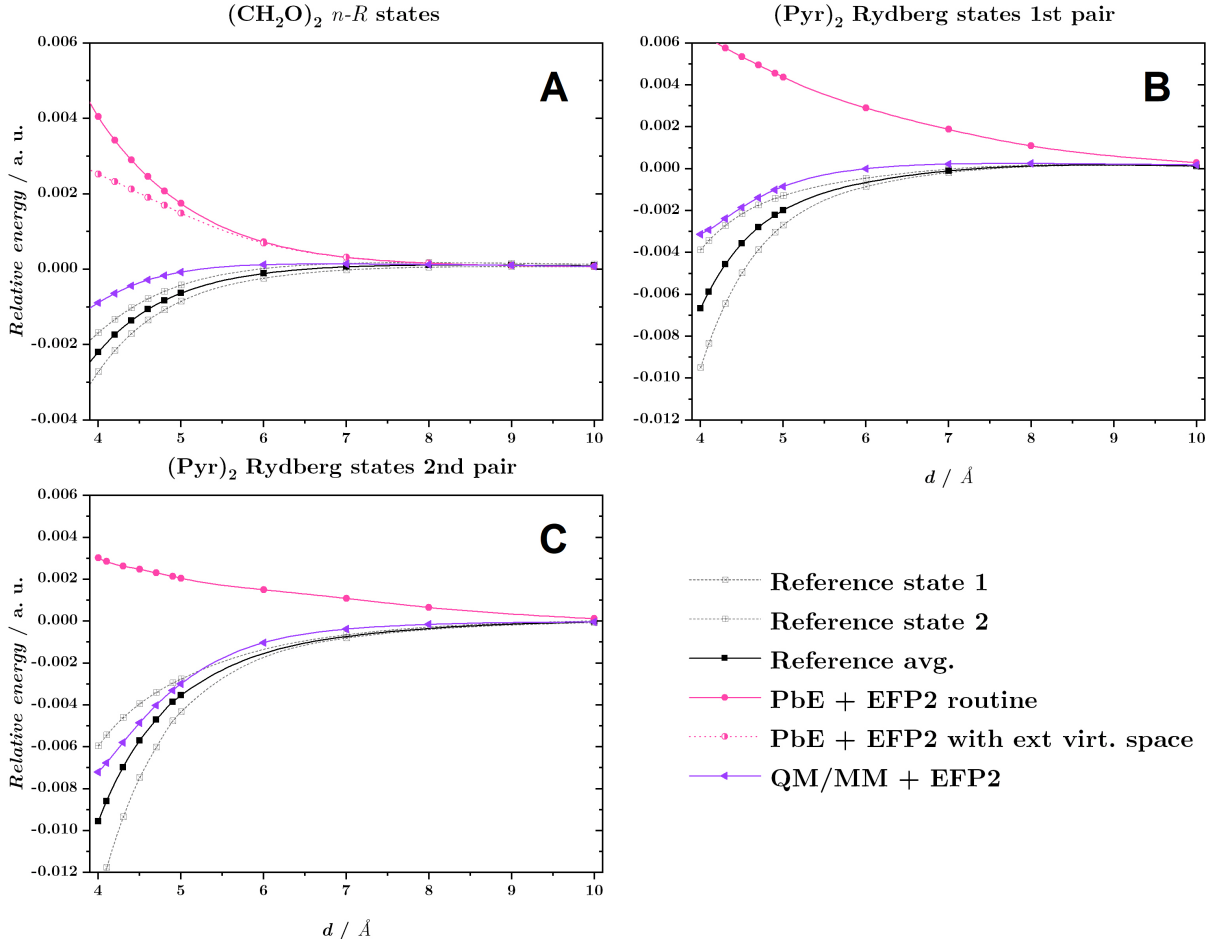 (CH₂O)₂ n-R states
A
0.006
0.004
0.002
0.000
-0.002
-0.004
Relative energy / a. u.
4 5 6 7 8 9 10
(Pyr)₂ Rydberg states 1st pair
B
0.006
0.004
0.002
0.000
-0.002
-0.004
-0.006
-0.008
-0.010
-0.012
4 5 6 7 8 9 10
d / Å
(Pyr)₂ Rydberg states 2nd pair
C
0.006
0.004
0.002
0.000
-0.002
-0.004
-0.006
-0.008
-0.010
-0.012
Relative energy / a. u.
4 5 6 7 8 9 10
d / Å
Reference state 1
Reference state 2
Reference avg.
PbE + EFP2 routine
PbE + EFP2 with ext virt. space
QM/MM + EFP2